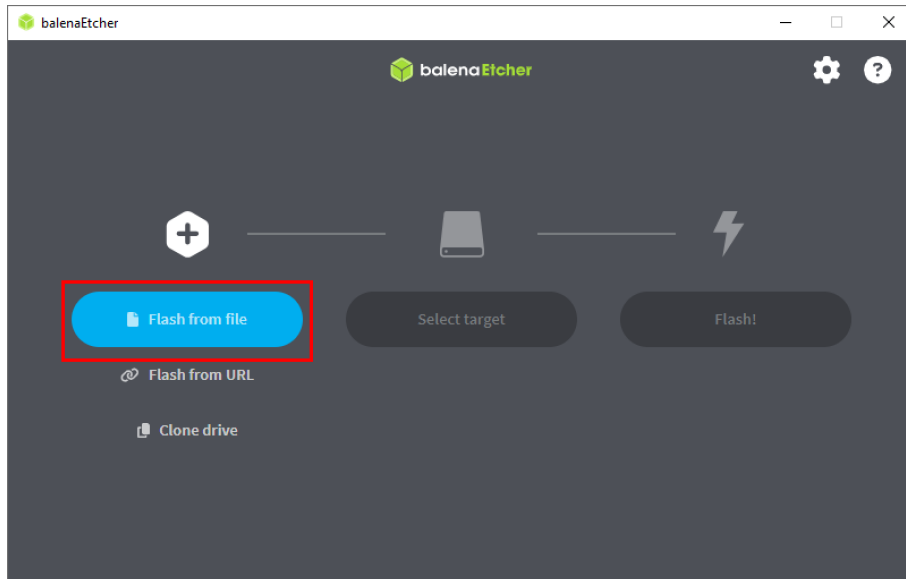 balenaEtcher
balenaEtcher
?
Flash from file
Select target
Flash!
Flash from URL
Clone drive